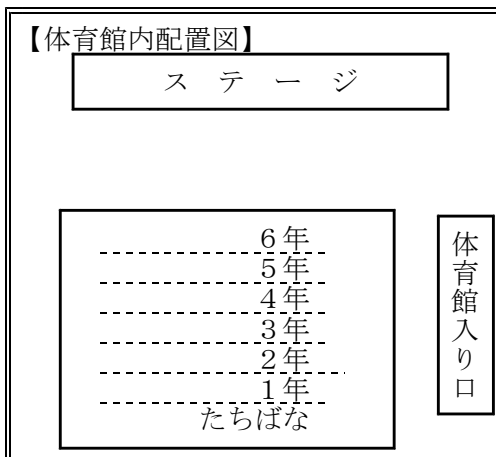 【体育館内配置図】
ステージ
6年
5年
4年
3年
2年
1年
たちばな
体育館入り口